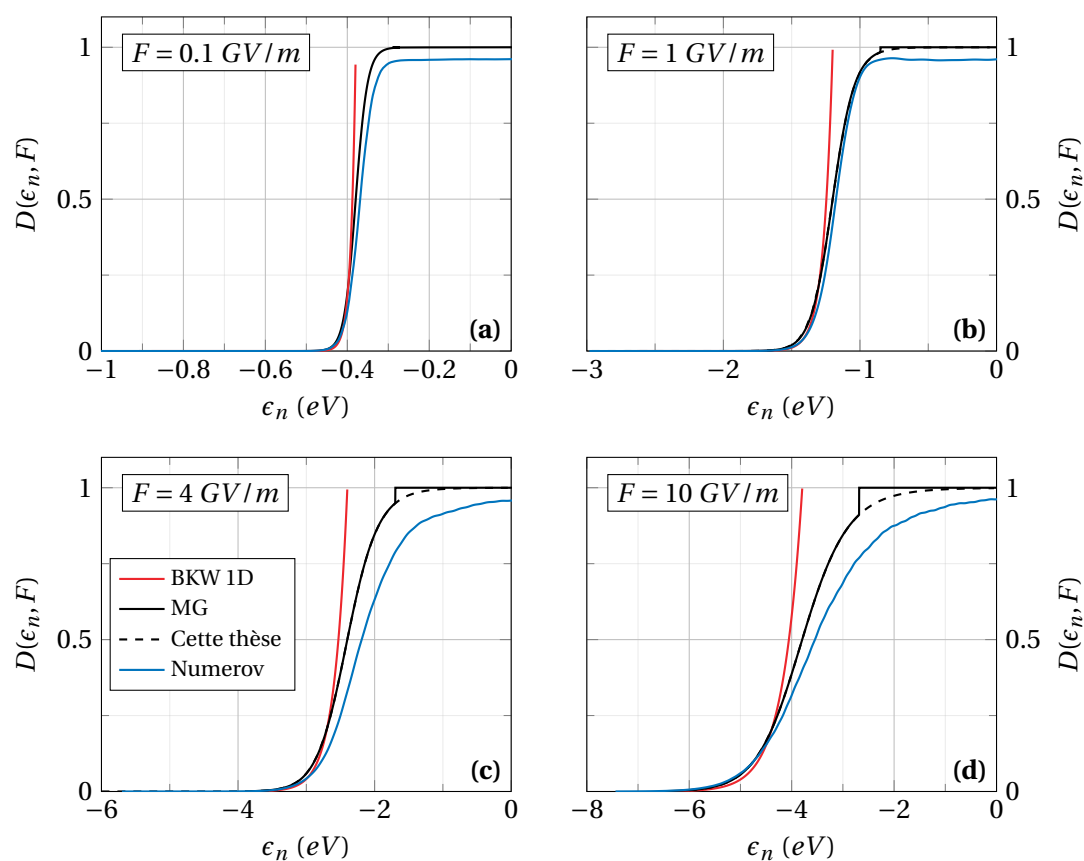 F = 0.1 GV/m
F = 1 GV/m
1
0.5
0
D(ϵn, F)
(a)
−1 −0.8 −0.6 −0.4 −0.2 0
ϵn (eV)
1
0.5
0
D(ϵn, F)
(b)
−3 −2 −1 0
ϵn (eV)
F = 4 GV/m
F = 10 GV/m
1
0.5
0
D(ϵn, F)
BKW 1D
MG
Cette thèse
Numerov
(c)
−6 −4 −2 0
ϵn (eV)
1
0.5
0
D(ϵn, F)
(d)
−8 −6 −4 −2 0
ϵn (eV)